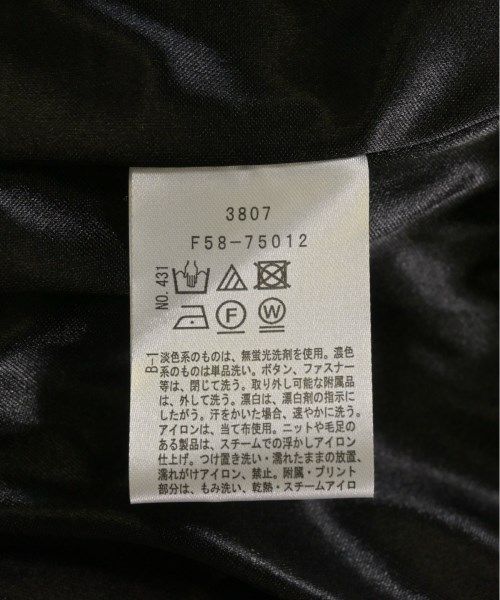 3807
F58-75012
NO.431
F W
B-1
淡色系のものは、無蛍光洗剤を使用。濃色
系のものは単品洗い。ボタン、ファスナー
等は、閉じて洗う。取り外し可能な附属品
は、外して洗う。漂白は、漂白剤の指示に
したがう。汗をかいた場合、速やかに洗う。
アイロンは、当て布使用。ニットや毛足の
ある製品は、スチームでの浮かしアイロン
仕上げ。つけ置き洗い・濡れたままの放置、
濡れがけアイロン、禁止。附属・プリント
部分は、もみ洗い、乾熱・スチームアイロ